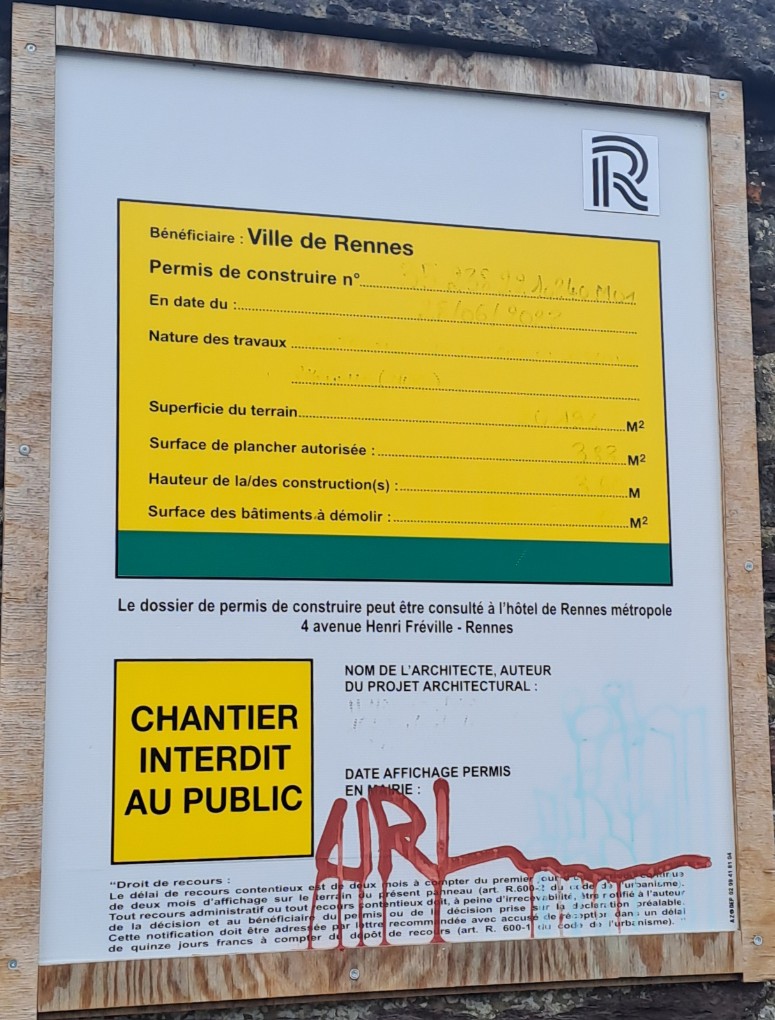 R
Bénéficiaire : Ville de Rennes
Permis de construire n°
En date du :
Nature des travaux
Superficie du terrain M²
Surface de plancher autorisée : M²
Hauteur de la/des construction(s) : M
Surface des bâtiments à démolir : M²
Le dossier de permis de construire peut être consulté à l'hôtel de Rennes métropole
4 avenue Henri Fréville - Rennes
CHANTIER
INTERDIT
AU PUBLIC
NOM DE L'ARCHITECTE, AUTEUR
DU PROJET ARCHITECTURAL :
DATE AFFICHAGE PERMIS
EN MAIRIE :
"Droit de recours :
Le délai de recours contentieux est de deux mois à compter du premier jour d'une période continue
de deux mois d'affichage sur le terrain du présent panneau (art. R.600-2 du code de l'urbanisme).
Tout recours administratif ou tout recours contentieux doit, à peine d'irrecevabilité, être notifié à l'auteur
de la décision et au bénéficiaire du permis ou de la décision prise sur la déclaration préalable.
Cette notification doit être adressée par lettre recommandée avec accusé de réception dans un délai
de quinze jours francs à compter du dépôt de recours (art. R. 600-1 du code de l'urbanisme). "